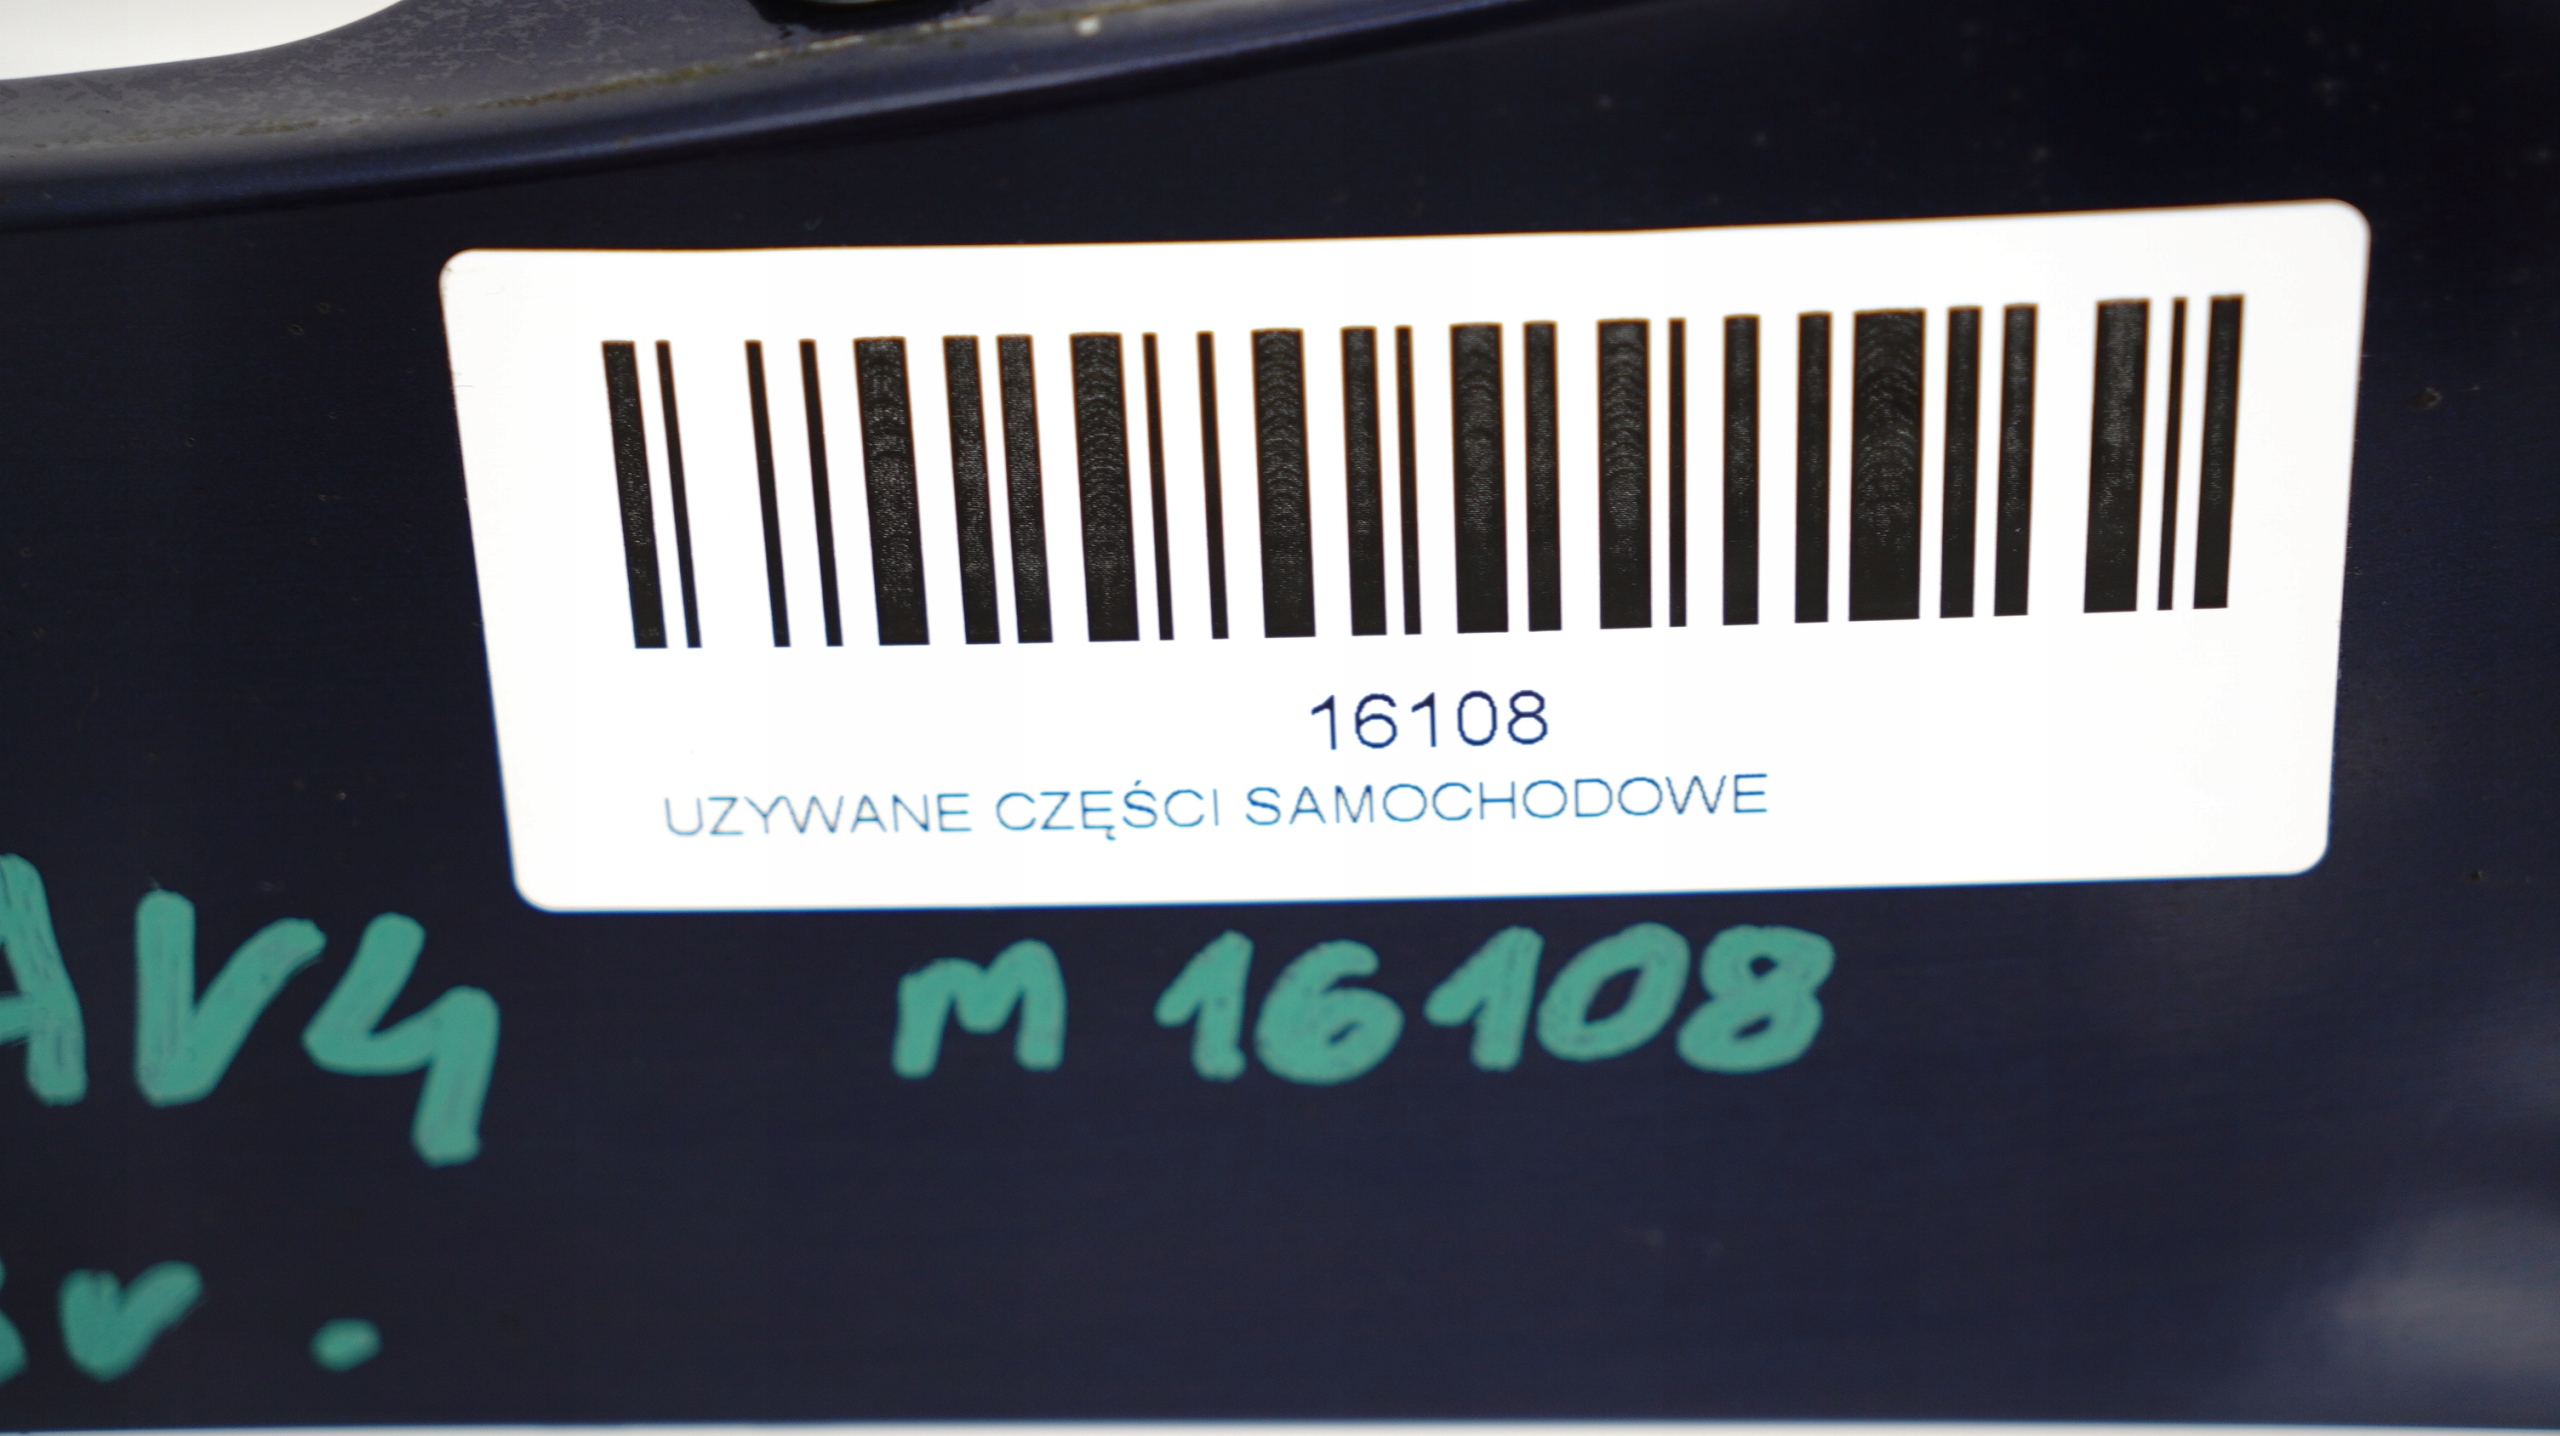 16108
UZYWANE CZĘŚCI SAMOCHODOWE
AV4 M 16108